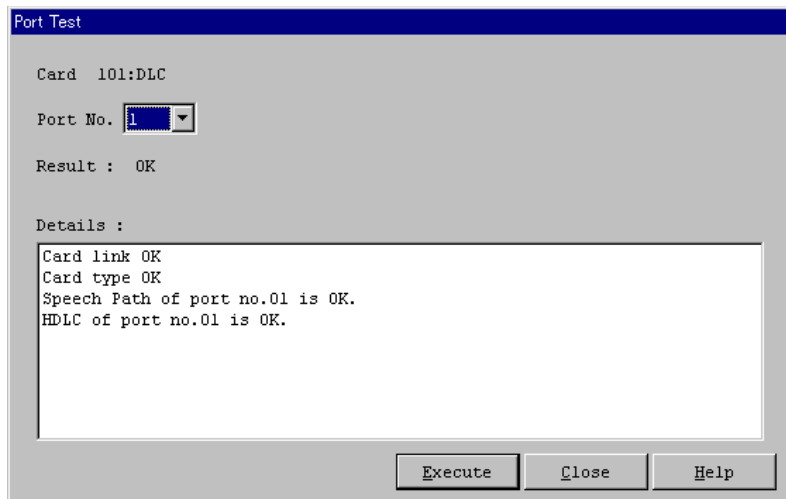 Port Test
Card 101:DLC
Port No. 1
Result : OK
Details :
Card link OK
Card type OK
Speech Path of port no.01 is OK.
HDLC of port no.01 is OK.
Execute Close Help